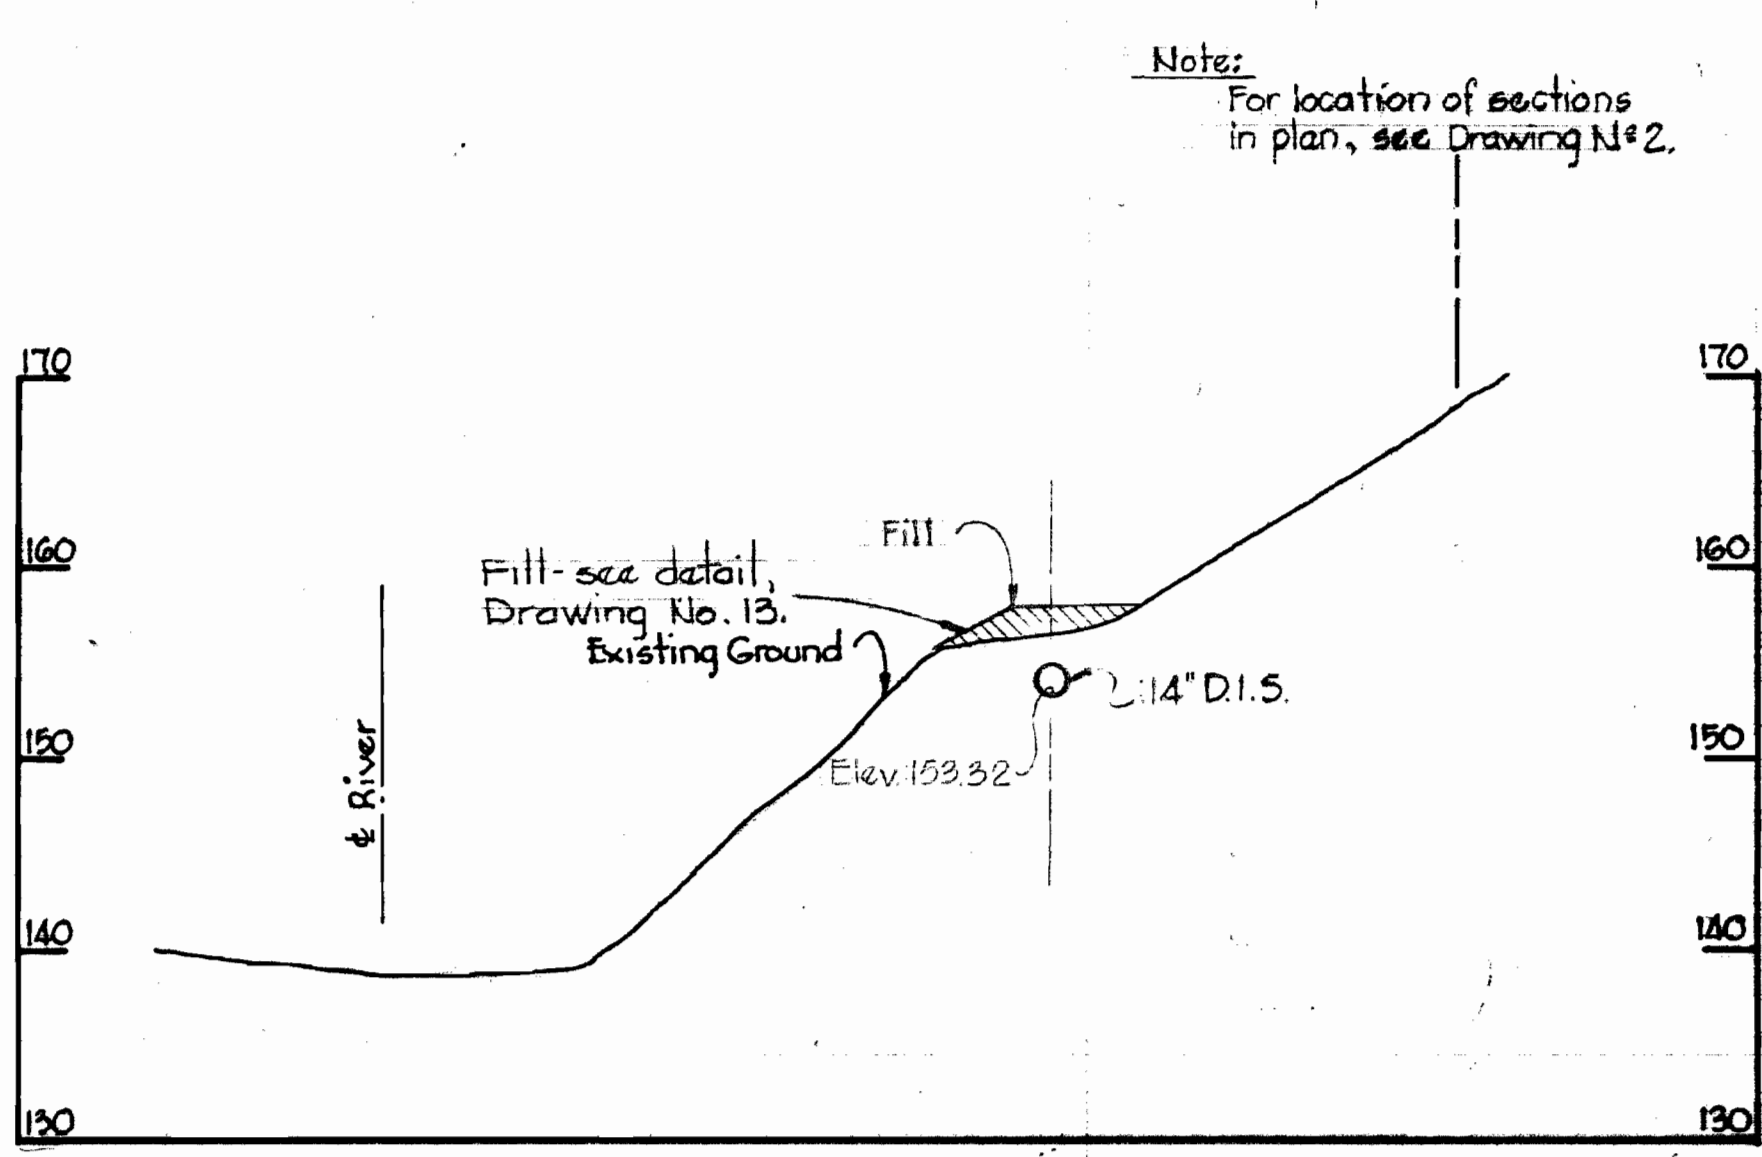 Note:
For location of sections
in plan, see Drawing Nº 2.
170
170
Fill
160
160
Fill - see detail,
Drawing No. 13.
Existing Ground
14" D.I.S.
150
150
Elev. 153.32
℄ River
140
140
130
130